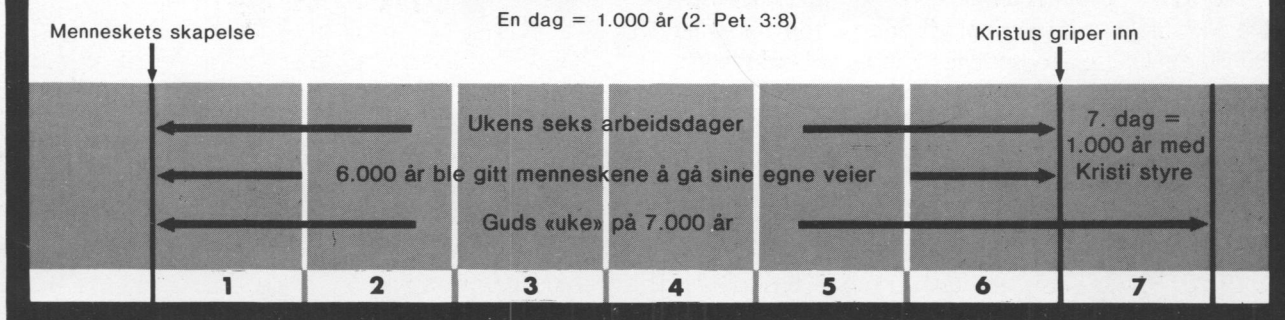 En dag = 1.000 år (2. Pet. 3:8)
Menneskets skapelse
Kristus griper inn
Ukens seks arbeidsdager
6.000 år ble gitt menneskene å gå sine egne veier
Guds «uke» på 7.000 år
7. dag =
1.000 år med
Kristi styre
1 2 3 4 5 6 7